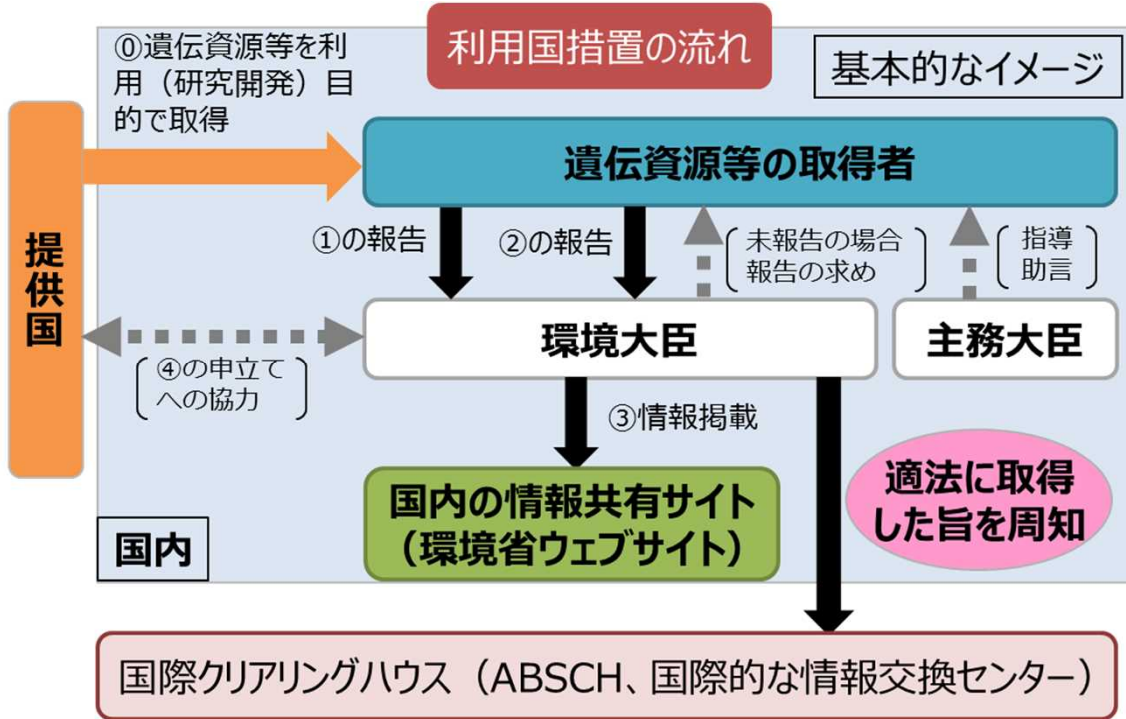 利用国措置の流れ
基本的なイメージ
⓪遺伝資源等を利
用（研究開発）目
的で取得
提供国
遺伝資源等の取得者
①の報告
②の報告
未報告の場合
報告の求め
指導
助言
環境大臣
主務大臣
④の申立て
への協力
③情報掲載
国内の情報共有サイト
（環境省ウェブサイト）
適法に取得
した旨を周知
国内
国際クリアリングハウス（ABSCH、国際的な情報交換センター）